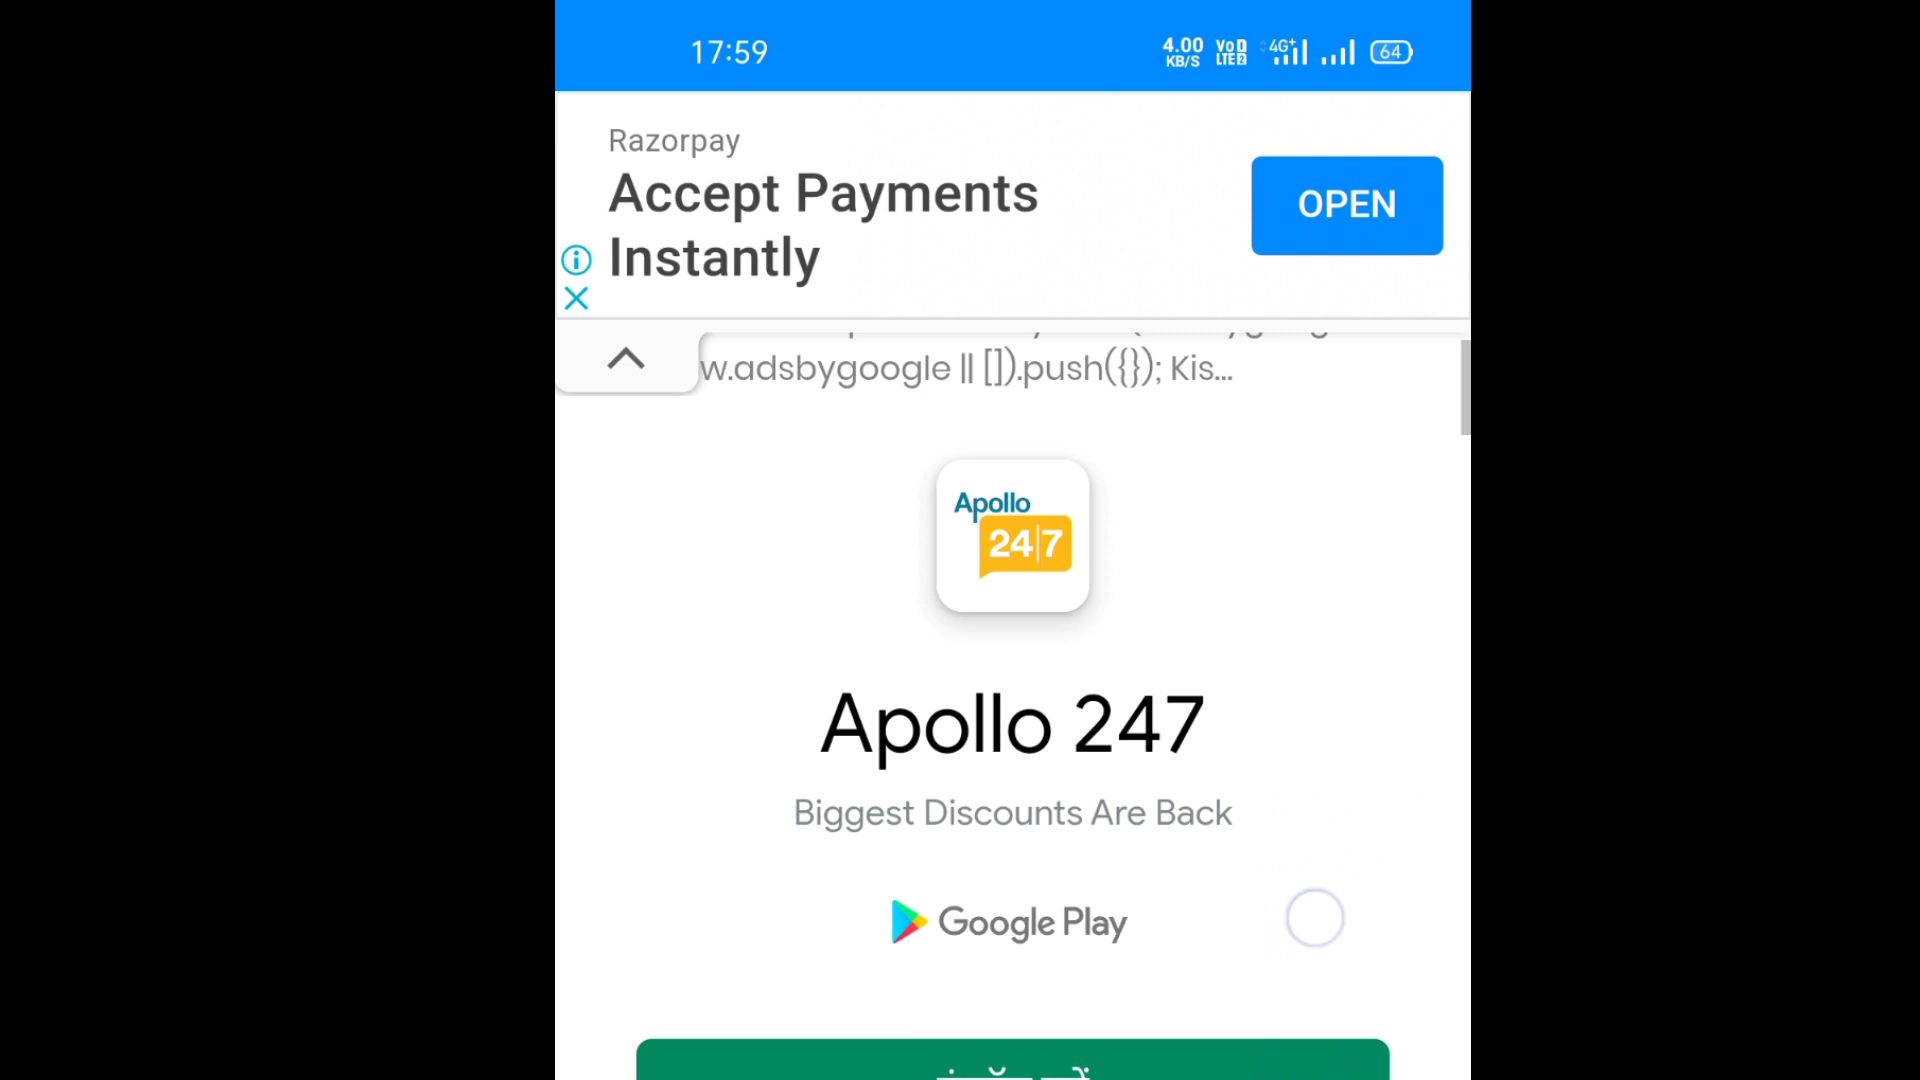 17:59
4.00
KB/S
VoD
LTE2
4G+
64
Razorpay
Accept Payments
Instantly
OPEN
w.adsbygoogle || []).push({}); Kis...
Apollo
24|7
Apollo 247
Biggest Discounts Are Back
Google Play